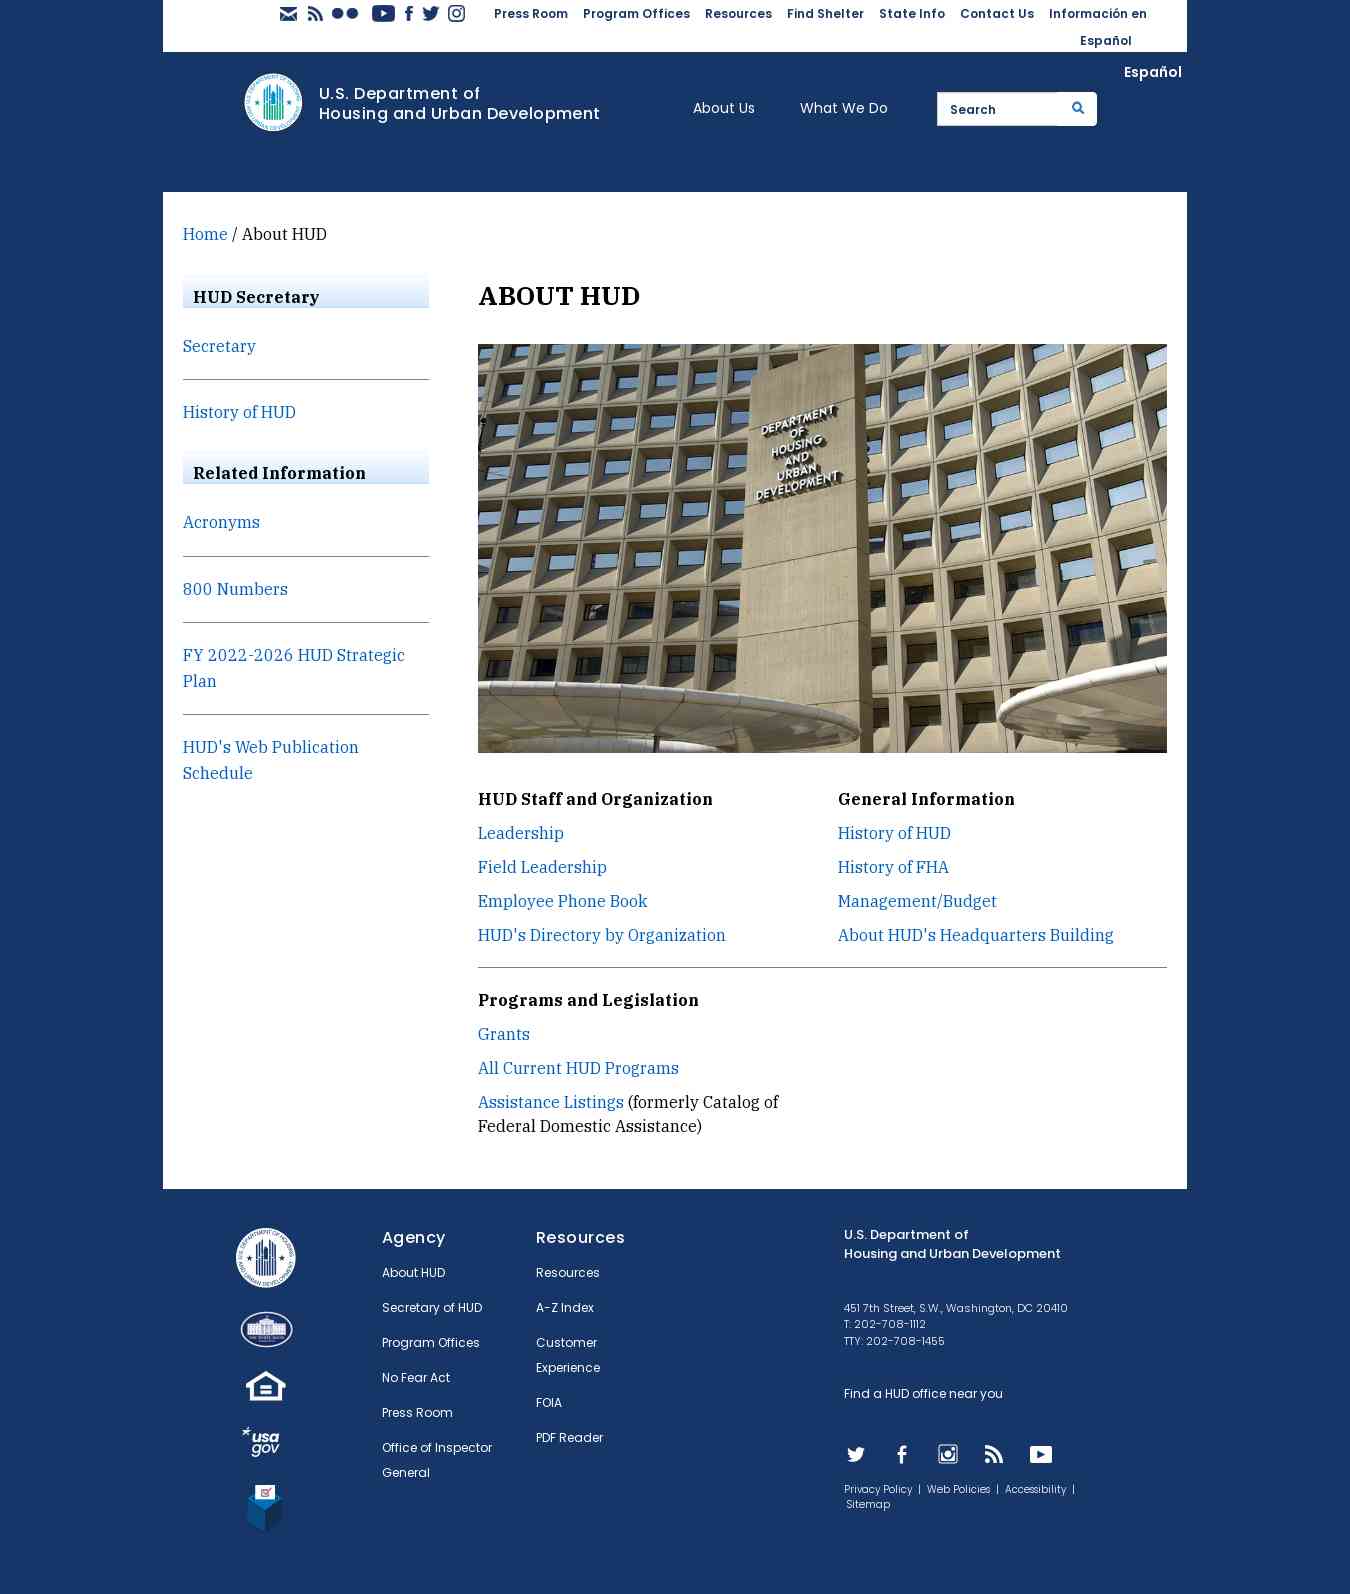 Press Room Program Offices Resources Find Shelter State Info Contact Us Información en
Español
Español
U.S. Department of
Housing and Urban Development
About Us What We Do Search
Home / About HUD
HUD Secretary
Secretary
History of HUD
Related Information
Acronyms
800 Numbers
FY 2022-2026 HUD Strategic
Plan
HUD's Web Publication
Schedule
ABOUT HUD
DEPARTMENT
OF
HOUSING
AND
URBAN
DEVELOPMENT
HUD Staff and Organization
Leadership
Field Leadership
Employee Phone Book
HUD's Directory by Organization
General Information
History of HUD
History of FHA
Management/Budget
About HUD's Headquarters Building
Programs and Legislation
Grants
All Current HUD Programs
Assistance Listings (formerly Catalog of
Federal Domestic Assistance)
usa
gov
Agency
About HUD
Secretary of HUD
Program Offices
No Fear Act
Press Room
Office of Inspector
General
Resources
Resources
A-Z Index
Customer
Experience
FOIA
PDF Reader
U.S. Department of
Housing and Urban Development
451 7th Street, S.W., Washington, DC 20410
T: 202-708-1112
TTY: 202-708-1455
Find a HUD office near you
Privacy Policy | Web Policies | Accessibility |
Sitemap